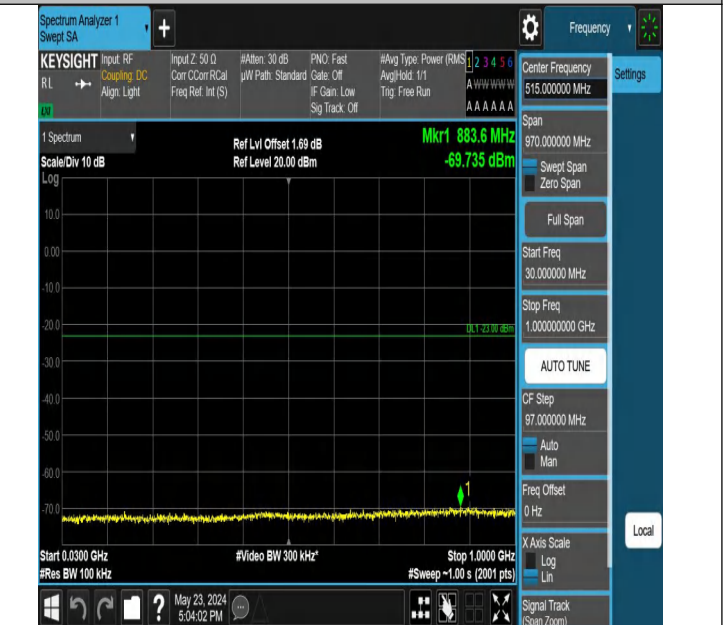 Spectrum Analyzer 1
Swept SA
+
Frequency
KEYSIGHT
RL
LXI
Input: RF
Coupling: DC
Align: Light
Input Z: 50 Ω
Corr CCorr RCal
Freq Ref: Int (S)
#Atten: 30 dB
µW Path: Standard
PNO: Fast
Gate: Off
IF Gain: Low
Sig Track: Off
#Avg Type: Power (RMS
Avg|Hold: 1/1
Trig: Free Run
1 2 3 4 5 6
A W W W W W
A A A A A A
1 Spectrum
Scale/Div 10 dB
Log
Ref Lvl Offset 1.69 dB
Ref Level 20.00 dBm
Mkr1 883.6 MHz
-69.735 dBm
10.0
0.00
-10.0
-20.0
DL1 -23.00 dBm
-30.0
-40.0
-50.0
-60.0
1
-70.0
Start 0.0300 GHz
#Res BW 100 kHz
#Video BW 300 kHz*
Stop 1.0000 GHz
#Sweep ~1.00 s (2001 pts)
?
May 23, 2024
5:04:02 PM
Center Frequency
515.000000 MHz
Settings
Span
970.000000 MHz
Swept Span
Zero Span
Full Span
Start Freq
30.000000 MHz
Stop Freq
1.000000000 GHz
AUTO TUNE
CF Step
97.000000 MHz
Auto
Man
Freq Offset
0 Hz
Local
X Axis Scale
Log
Lin
Signal Track
(Span Zoom)